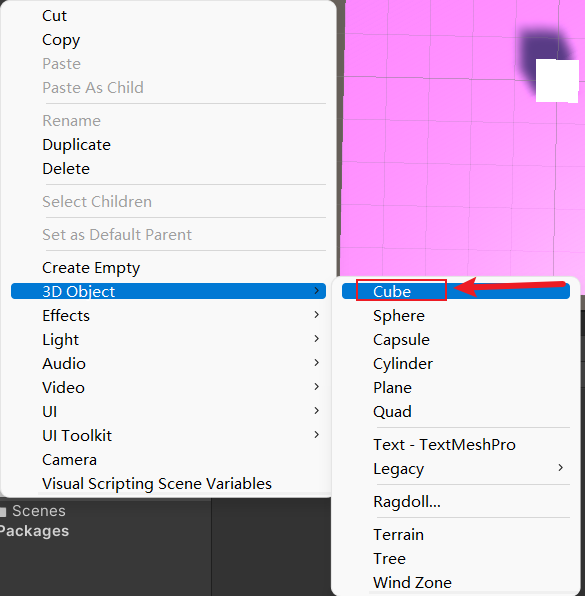 Cut
Copy
Paste
Paste As Child
Rename
Duplicate
Delete
Select Children
Set as Default Parent
Create Empty
3D Object
Effects
Light
Audio
Video
UI
UI Toolkit
Camera
Visual Scripting Scene Variables
Cube
Sphere
Capsule
Cylinder
Plane
Quad
Text - TextMeshPro
Legacy
Ragdoll...
Terrain
Tree
Wind Zone
Scenes
Packages